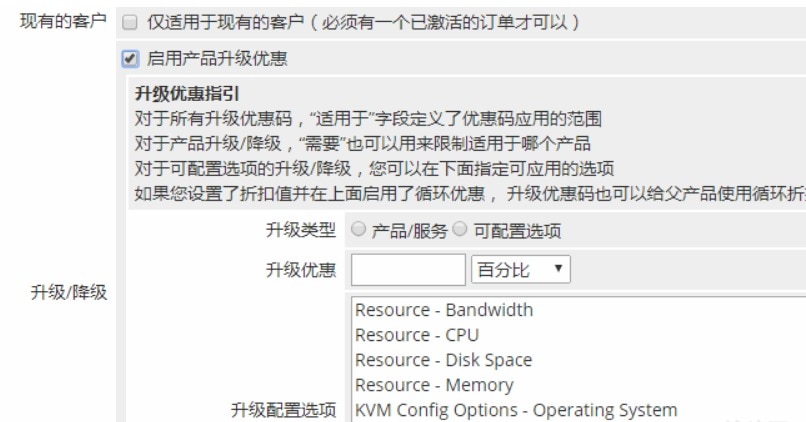 现有的客户 仅适用于现有的客户（必须有一个已激活的订单才可以）
启用产品升级优惠
升级优惠指引
对于所有升级优惠码，“适用于”字段定义了优惠码应用的范围
对于产品升级/降级，“需要”也可以用来限制适用于哪个产品
对于可配置选项的升级/降级，您可以在下面指定可应用的选项
如果您设置了折扣值并在上面启用了循环优惠， 升级优惠码也可以给父产品使用循环折
升级类型 产品/服务 可配置选项
升级优惠 百分比
升级/降级
Resource - Bandwidth
Resource - CPU
Resource - Disk Space
Resource - Memory
升级配置选项 KVM Config Options - Operating System